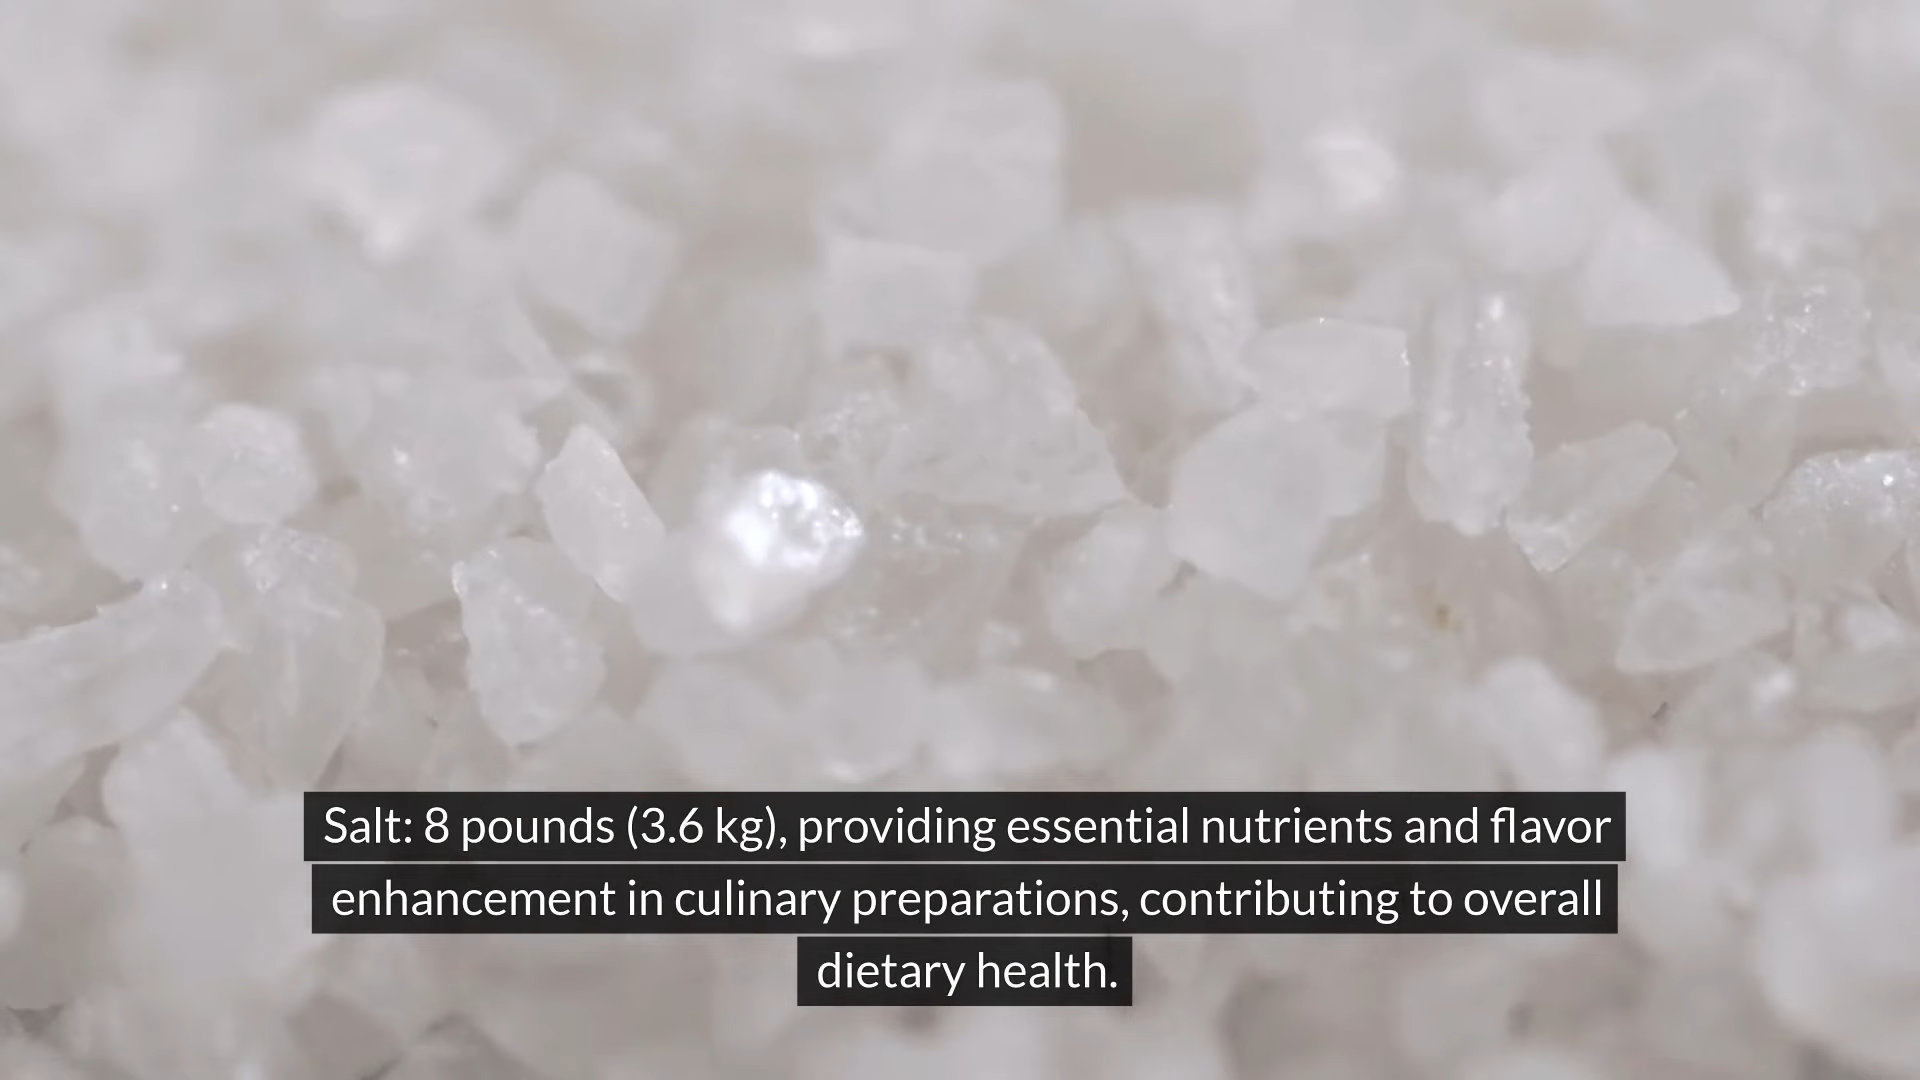 Salt: 8 pounds (3.6 kg), providing essential nutrients and flavor
enhancement in culinary preparations, contributing to overall
dietary health.